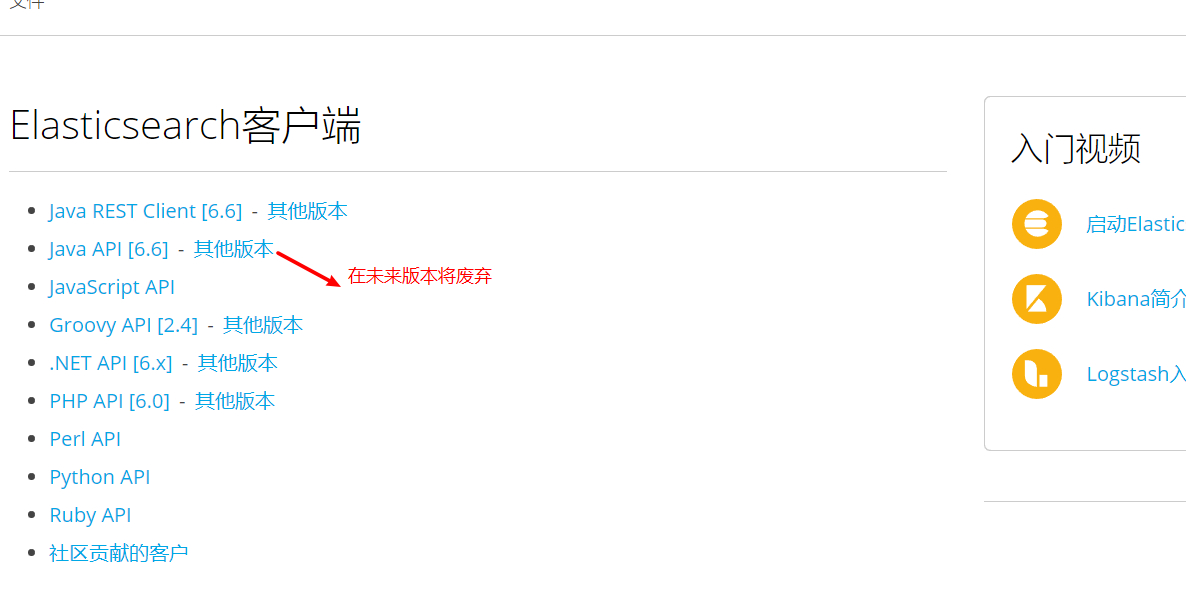 文件
Elasticsearch客户端
Java REST Client [6.6] - 其他版本
Java API [6.6] - 其他版本
在未来版本将废弃
JavaScript API
Groovy API [2.4] - 其他版本
.NET API [6.x] - 其他版本
PHP API [6.0] - 其他版本
Perl API
Python API
Ruby API
社区贡献的客户
入门视频
启动Elastic
Kibana简介
Logstash入